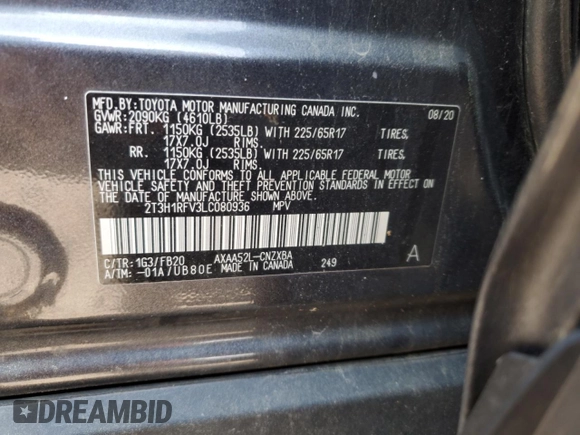 MFD.BY:TOYOTA MOTOR MANUFACTURING CANADA INC. 08/20
GVWR:2090KG (4610LB)
GAWR:FRT. 1150KG (2535LB) WITH 225/65R17 TIRES,
17X7.0J RIMS.
RR. 1150KG (2535LB) WITH 225/65R17 TIRES,
17X7.0J RIMS.
THIS VEHICLE CONFORMS TO ALL APPLICABLE FEDERAL MOTOR
VEHICLE SAFETY AND THEFT PREVENTION STANDARDS IN EFFECT ON
THE DATE OF MANUFACTURE SHOWN ABOVE.
2T3H1RFV3LC080936 MPV
C/TR:1G3/FB20 AXAA52L-CNZXBA A
A/TM:-01A/UB80E MADE IN CANADA 249
DREAMBID